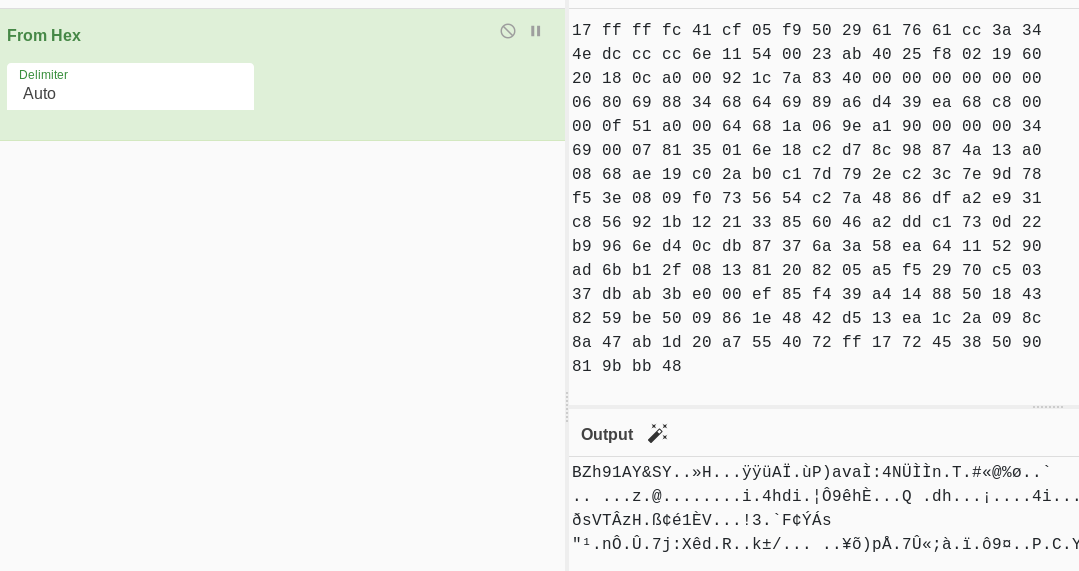 From Hex
Delimiter
Auto
17 ff ff fc 41 cf 05 f9 50 29 61 76 61 cc 3a 34
4e dc cc cc 6e 11 54 00 23 ab 40 25 f8 02 19 60
20 18 0c a0 00 92 1c 7a 83 40 00 00 00 00 00 00
06 80 69 88 34 68 64 69 89 a6 d4 39 ea 68 c8 00
00 0f 51 a0 00 64 68 1a 06 9e a1 90 00 00 00 34
69 00 07 81 35 01 6e 18 c2 d7 8c 98 87 4a 13 a0
08 68 ae 19 c0 2a b0 c1 7d 79 2e c2 3c 7e 9d 78
f5 3e 08 09 f0 73 56 54 c2 7a 48 86 df a2 e9 31
c8 56 92 1b 12 21 33 85 60 46 a2 dd c1 73 0d 22
b9 96 6e d4 0c db 87 37 6a 3a 58 ea 64 11 52 90
ad 6b b1 2f 08 13 81 20 82 05 a5 f5 29 70 c5 03
37 db ab 3b e0 00 ef 85 f4 39 a4 14 88 50 18 43
82 59 be 50 09 86 1e 48 42 d5 13 ea 1c 2a 09 8c
8a 47 ab 1d 20 a7 55 40 72 ff 17 72 45 38 50 90
81 9b bb 48
Output
BZh91AY&SY..»H...ÿÿüAÏ.ùP)avaÌ:4NÜÌÌn.T.#«@%ø..`
.. ...z.@........i.4hdi.¦Ô9êhÈ...Q .dh...¡....4i...
ðsVTÂzH.ß¢é1ÈV...!3.`F¢ÝÁs
"¹.nÔ.Û.7j:Xêd.R..k±/... ..¥õ)pÅ.7Û«;à.ï.ô9¤..P.C.Y